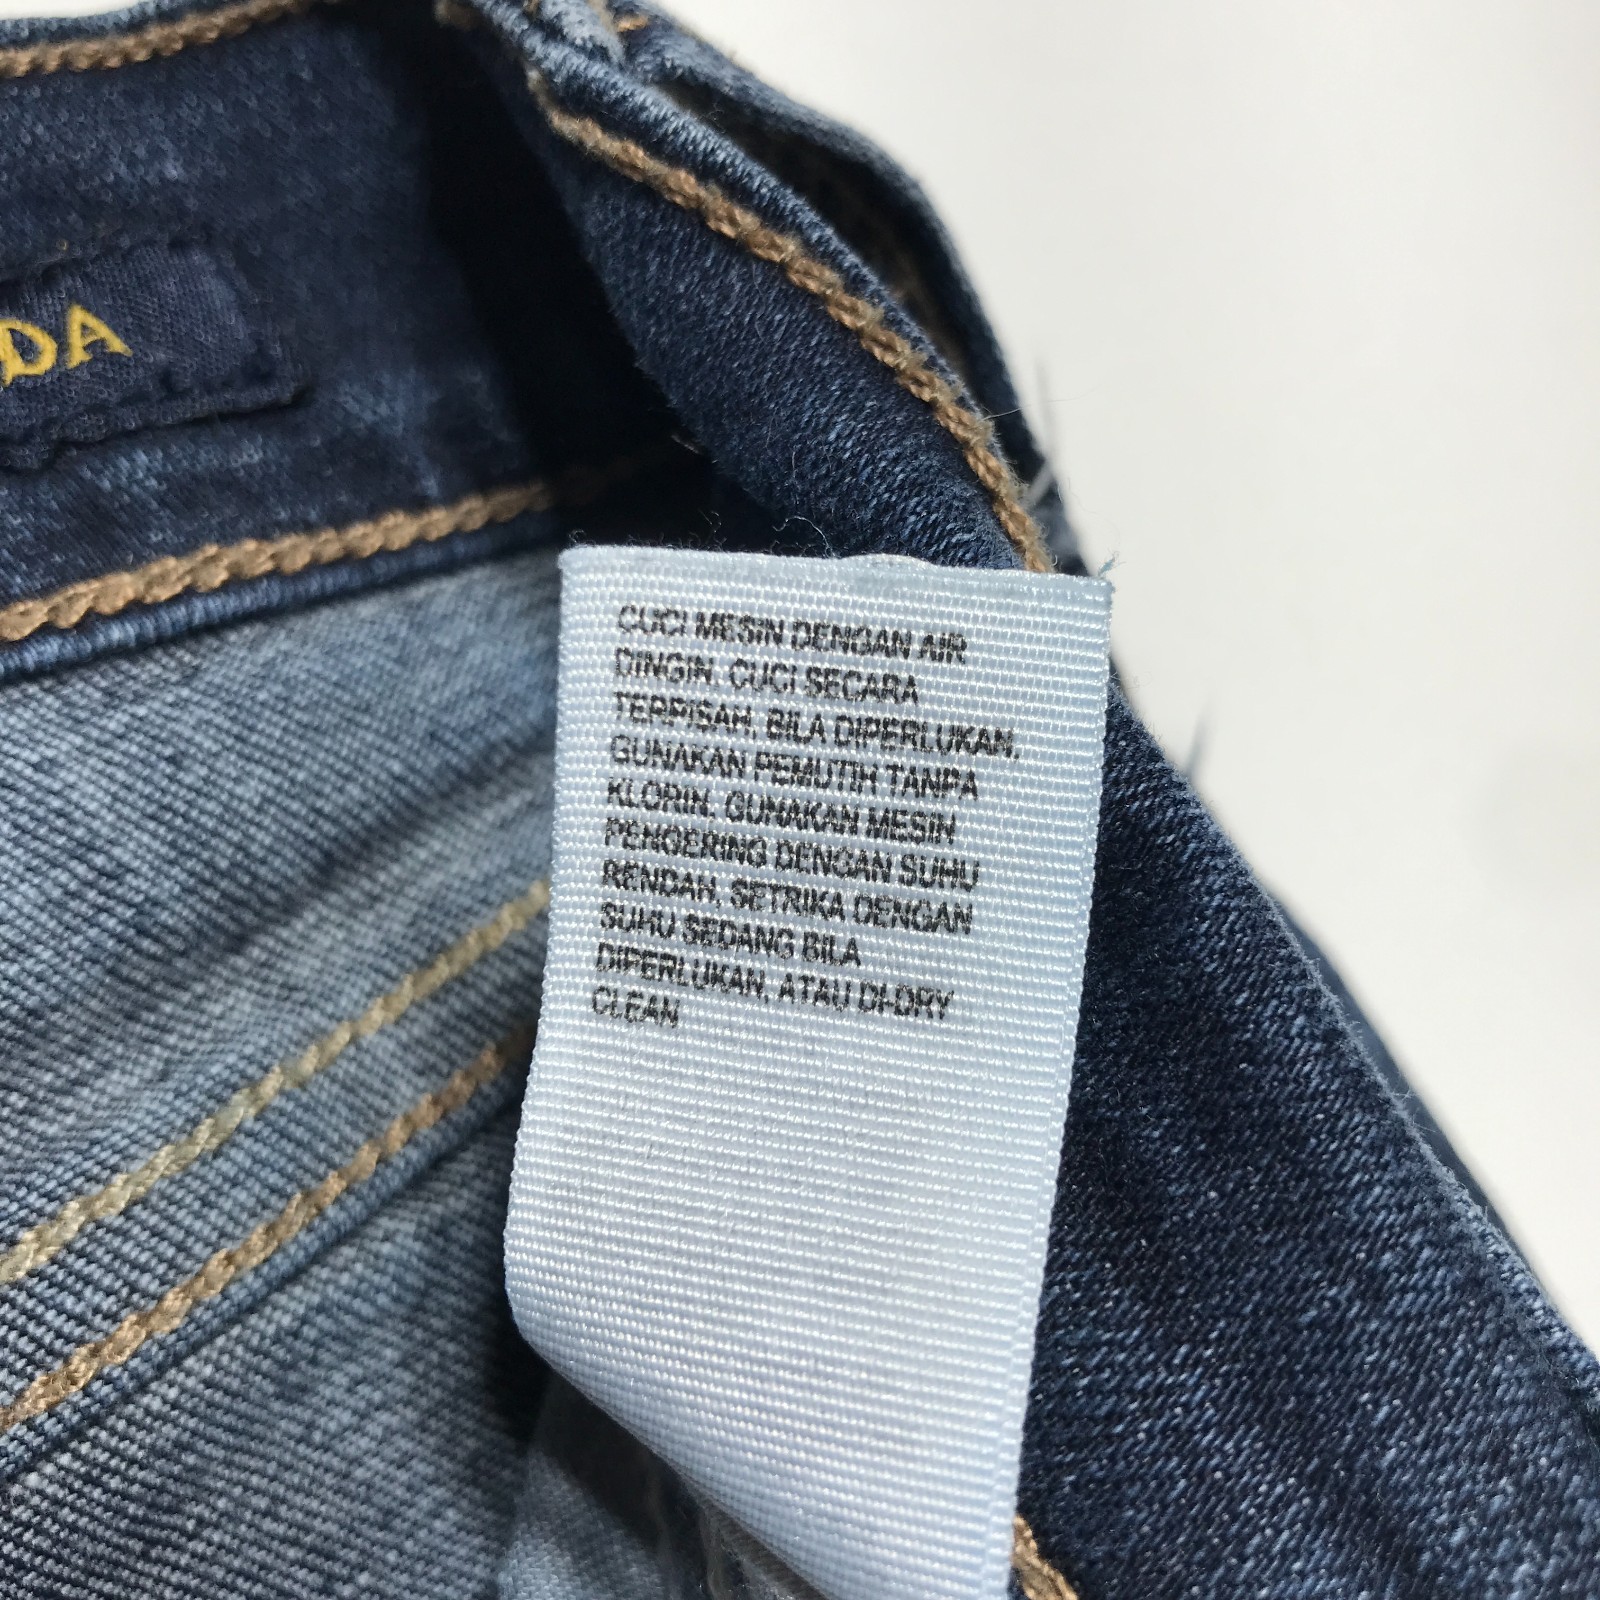 DA
CUCI MESIN DENGAN AIR
DINGIN. CUCI SECARA
TERPISAH, BILA DIPERLUKAN,
GUNAKAN PEMUTIH TANPA
KLORIN. GUNAKAN MESIN
PENGERING DENGAN SUHU
RENDAH. SETRIKA DENGAN
SUHU SEDANG BILA
DIPERLUKAN, ATAU DI-DRY
CLEAN